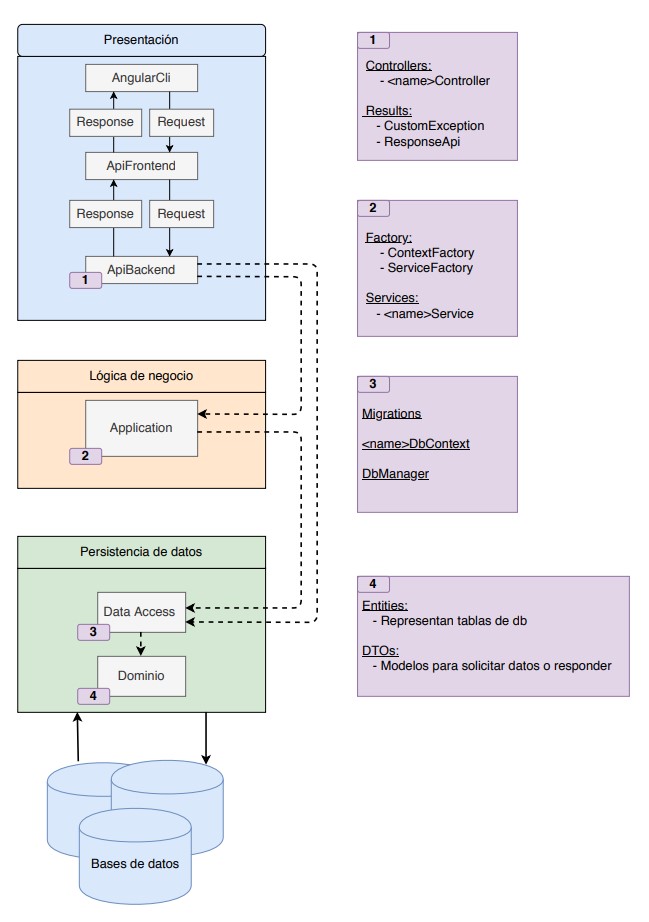 Presentación
AngularCli
Response
Request
ApiFrontend
Response
Request
ApiBackend
1
Lógica de negocio
Application
2
Persistencia de datos
Data Access
3
Dominio
4
Bases de datos
1
Controllers:
- <name>Controller
Results:
- CustomException
- ResponseApi
2
Factory:
- ContextFactory
- ServiceFactory
Services:
- <name>Service
3
Migrations
<name>DbContext
DbManager
4
Entities:
- Representan tablas de db
DTOs:
- Modelos para solicitar datos o responder